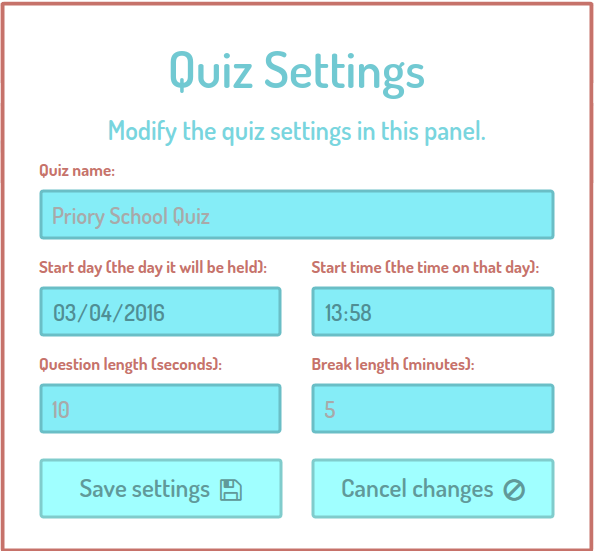 Quiz Settings
Modify the quiz settings in this panel.
Quiz name:
Priory School Quiz
Start day (the day it will be held): Start time (the time on that day):
03/04/2016 13:58
Question length (seconds): Break length (minutes):
10 5
Save settings Cancel changes